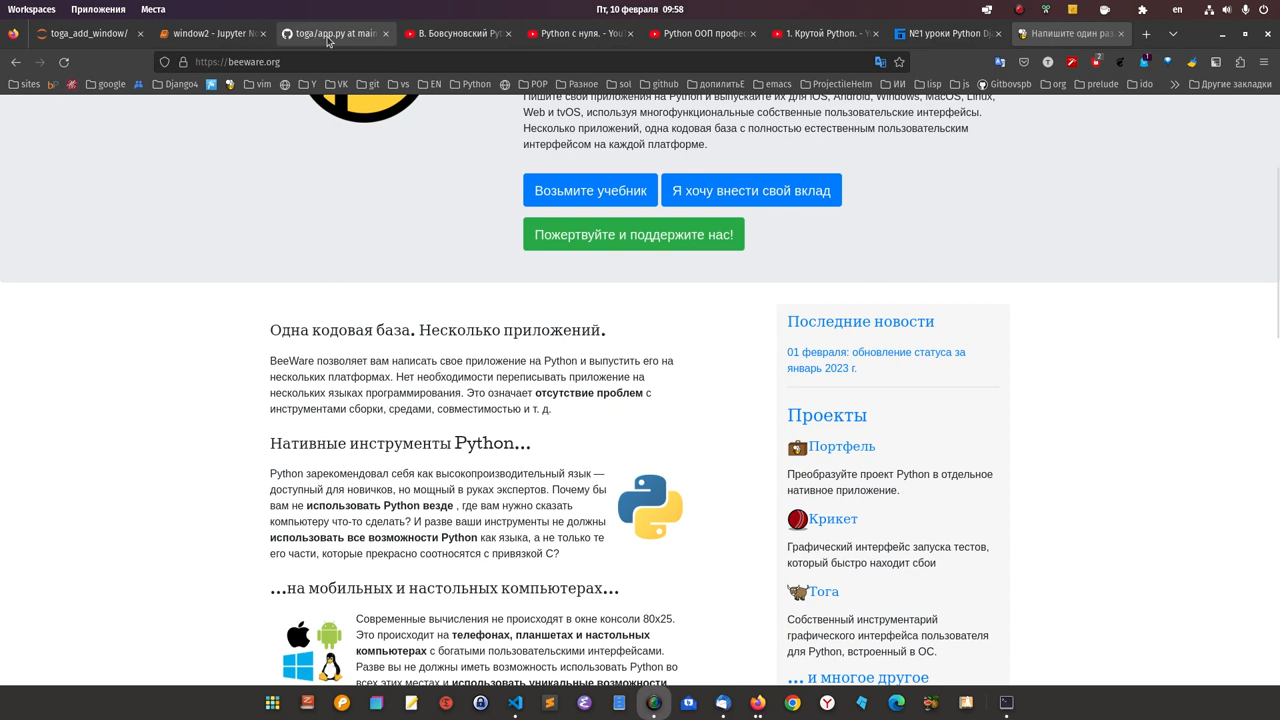 Workspaces Приложения Места Пт, 10 февраля 09:58 en
toga_add_window/ window2 - Jupyter No toga/app.py at main В. Бовсуновский Pyt Python с нуля. - YouT Python ООП профес 1. Крутой Python. - Yo №1 уроки Python Dj Напишите один раз
https://beeware.org
sites bp google Django4 vim Y VK git vs EN Python POP Разное sol github допилитьЕ emacs ProjectileHelm ИИ lisp js Gitbovspb org prelude ido Другие закладки
Пишите свои приложения на Python и выпускайте их для iOS, Android, Windows, MacOS, Linux,
Web и tvOS, используя многофункциональные собственные пользовательские интерфейсы.
Несколько приложений, одна кодовая база с полностью естественным пользовательским
интерфейсом на каждой платформе.
Возьмите учебник Я хочу внести свой вклад
Пожертвуйте и поддержите нас!
Одна кодовая база. Несколько приложений.
BeeWare позволяет вам написать свое приложение на Python и выпустить его на
нескольких платформах. Нет необходимости переписывать приложение на
нескольких языках программирования. Это означает отсутствие проблем с
инструментами сборки, средами, совместимостью и т. д.
Нативные инструменты Python...
Python зарекомендовал себя как высокопроизводительный язык —
доступный для новичков, но мощный в руках экспертов. Почему бы
вам не использовать Python везде , где вам нужно сказать
компьютеру что-то сделать? И разве ваши инструменты не должны
использовать все возможности Python как языка, а не только те
его части, которые прекрасно соотносятся с привязкой C?
...на мобильных и настольных компьютерах...
Современные вычисления не происходят в окне консоли 80x25.
Это происходит на телефонах, планшетах и настольных
компьютерах с богатыми пользовательскими интерфейсами.
Разве вы не должны иметь возможность использовать Python во
всех этих местах и использовать уникальные возможности
Последние новости
01 февраля: обновление статуса за
январь 2023 г.
Проекты
Портфель
Преобразуйте проект Python в отдельное
нативное приложение.
Крикет
Графический интерфейс запуска тестов,
который быстро находит сбои
Тога
Собственный инструментарий
графического интерфейса пользователя
для Python, встроенный в ОС.
... и многое другое